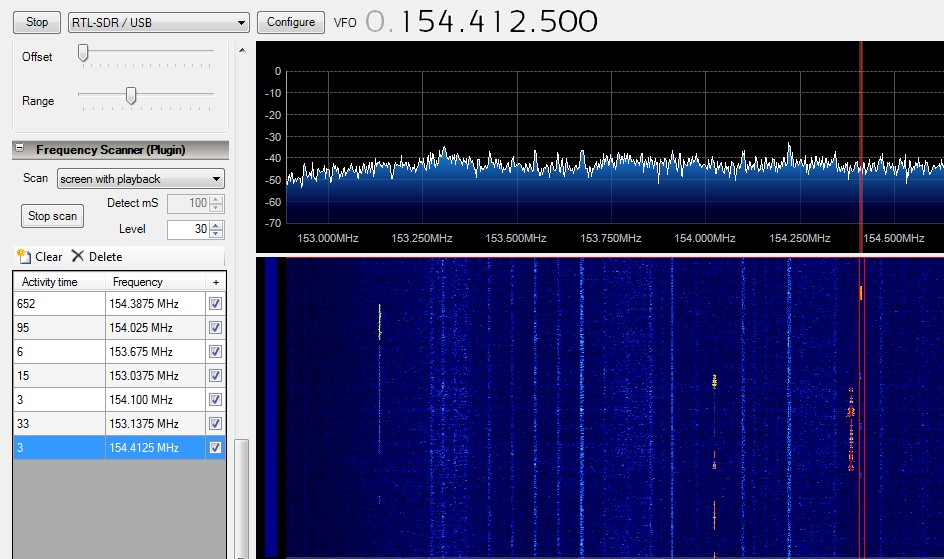 Stop RTL-SDR / USB Configure VFO 0.154.412.500
Offset
Range
Frequency Scanner (Plugin)
Scan screen with playback
Detect mS 100
Stop scan
Level 30
Clear Delete
Activity time Frequency +
652 154.3875 MHz
95 154.025 MHz
6 153.675 MHz
15 153.0375 MHz
3 154.100 MHz
33 153.1375 MHz
3 154.4125 MHz
0
-10
-20
-30
-40
-50
-60
-70
153.000MHz 153.250MHz 153.500MHz 153.750MHz 154.000MHz 154.250MHz 154.500MHz